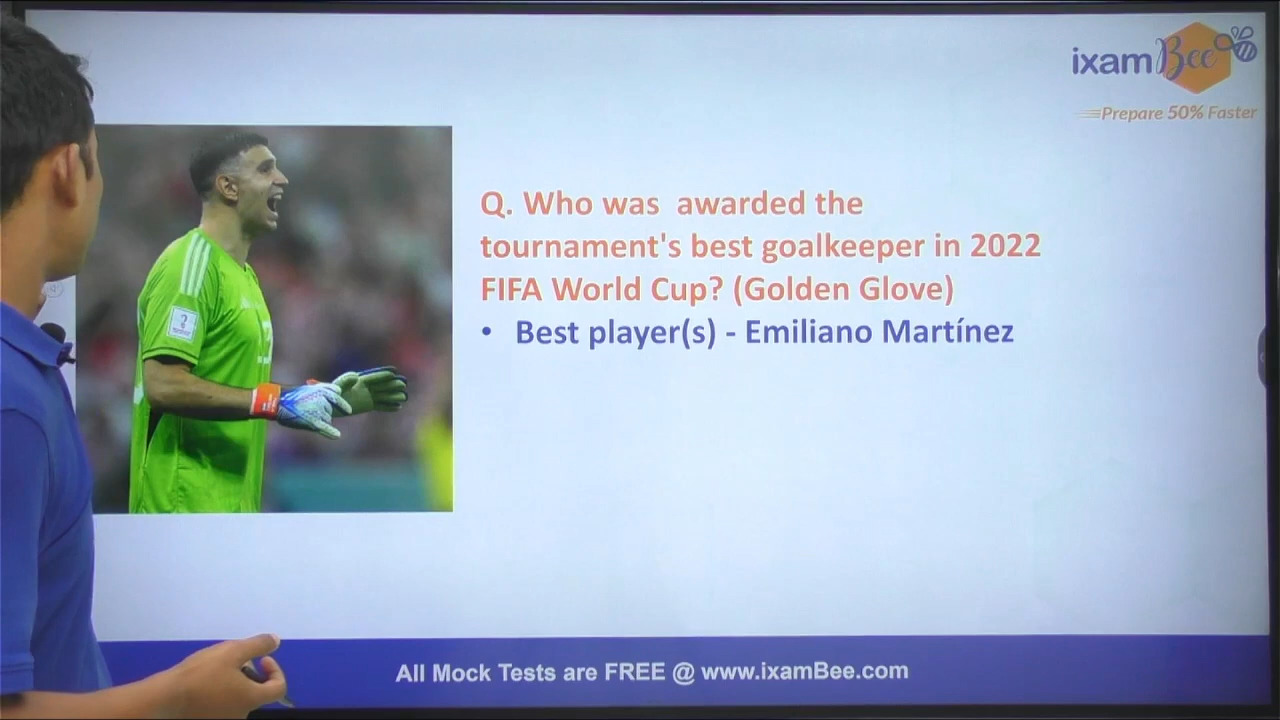 ixamBee
Prepare 50% Faster
Q. Who was awarded the
tournament's best goalkeeper in 2022
FIFA World Cup? (Golden Glove)
• Best player(s) - Emiliano Martínez
All Mock Tests are FREE @ www.ixamBee.com